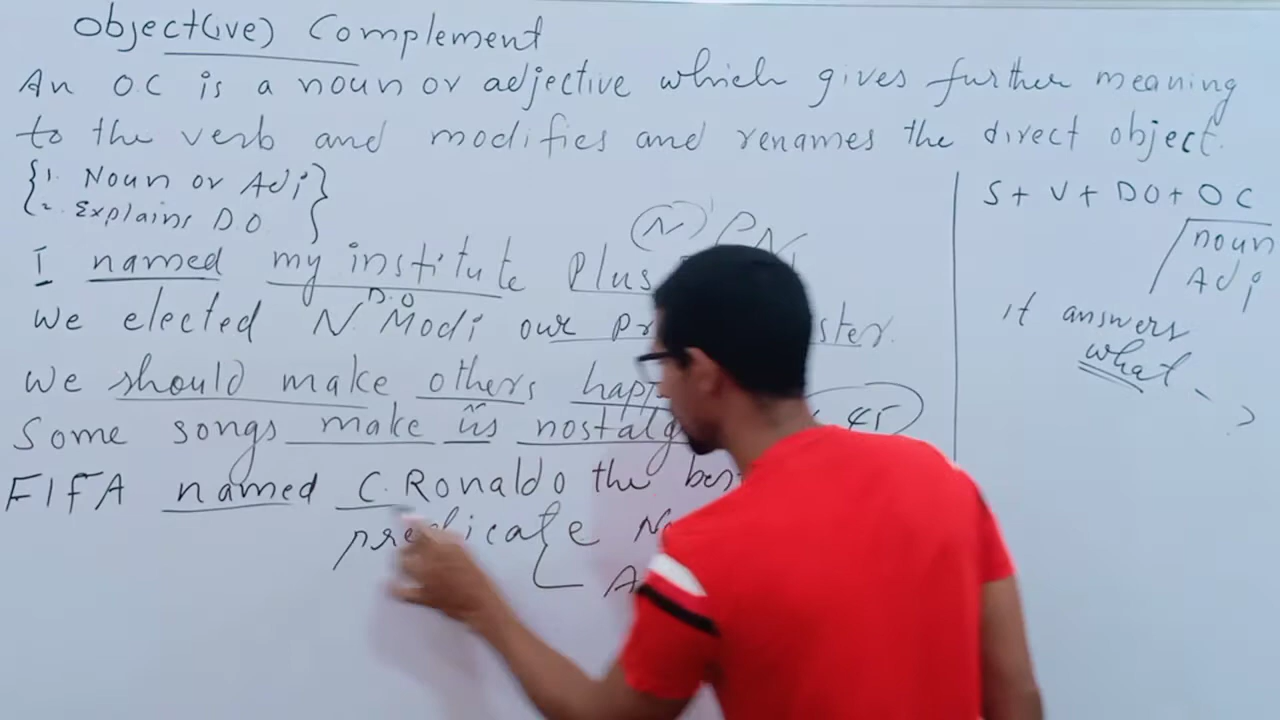 Object(ive) Complement
An OC is a noun or adjective which gives further meaning
to the verb and modifies and renames the direct object.
{1. Noun or Adj}
2. Explains D.O
S + V + DO + OC
noun
Adj
It answers
what
(N) PN
I named my institute Plus
D.O
We elected N. Modi our
We should make others
Some songs make us
45
FIFA named C. Ronaldo the
predicate